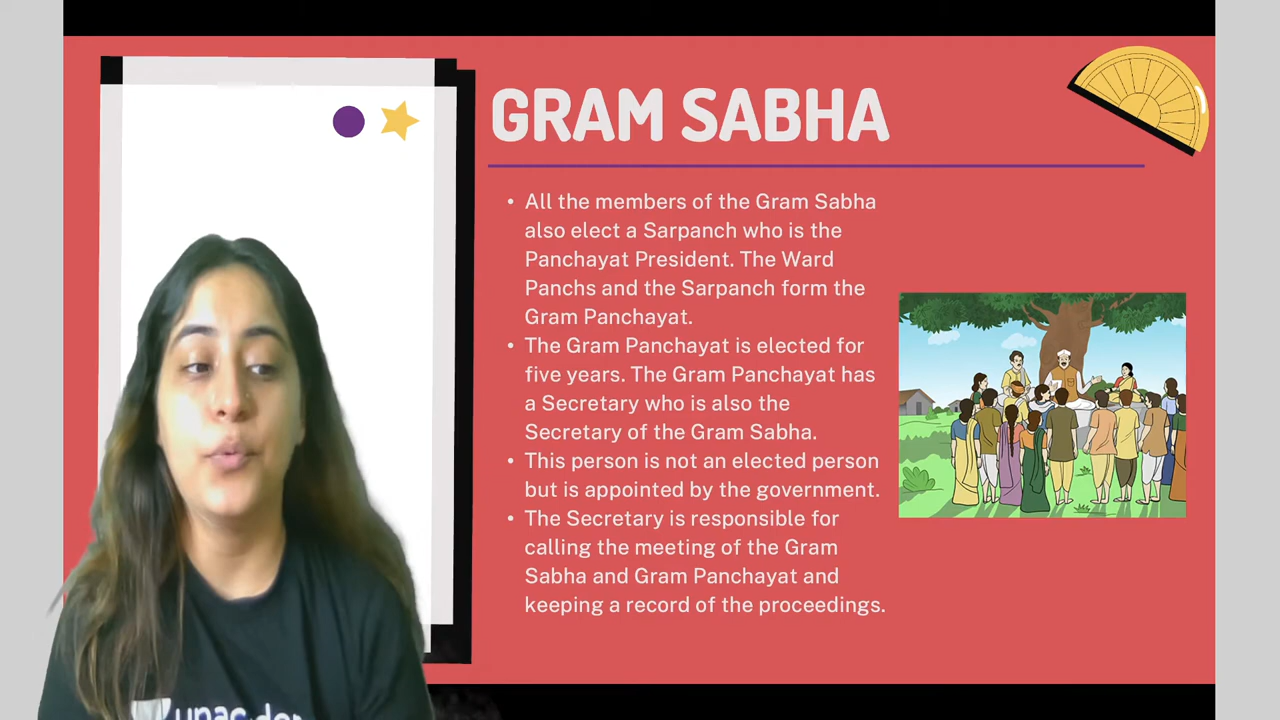 GRAM SABHA
• All the members of the Gram Sabha
also elect a Sarpanch who is the
Panchayat President. The Ward
Panchs and the Sarpanch form the
Gram Panchayat.
• The Gram Panchayat is elected for
five years. The Gram Panchayat has
a Secretary who is also the
Secretary of the Gram Sabha.
• This person is not an elected person
but is appointed by the government.
• The Secretary is responsible for
calling the meeting of the Gram
Sabha and Gram Panchayat and
keeping a record of the proceedings.